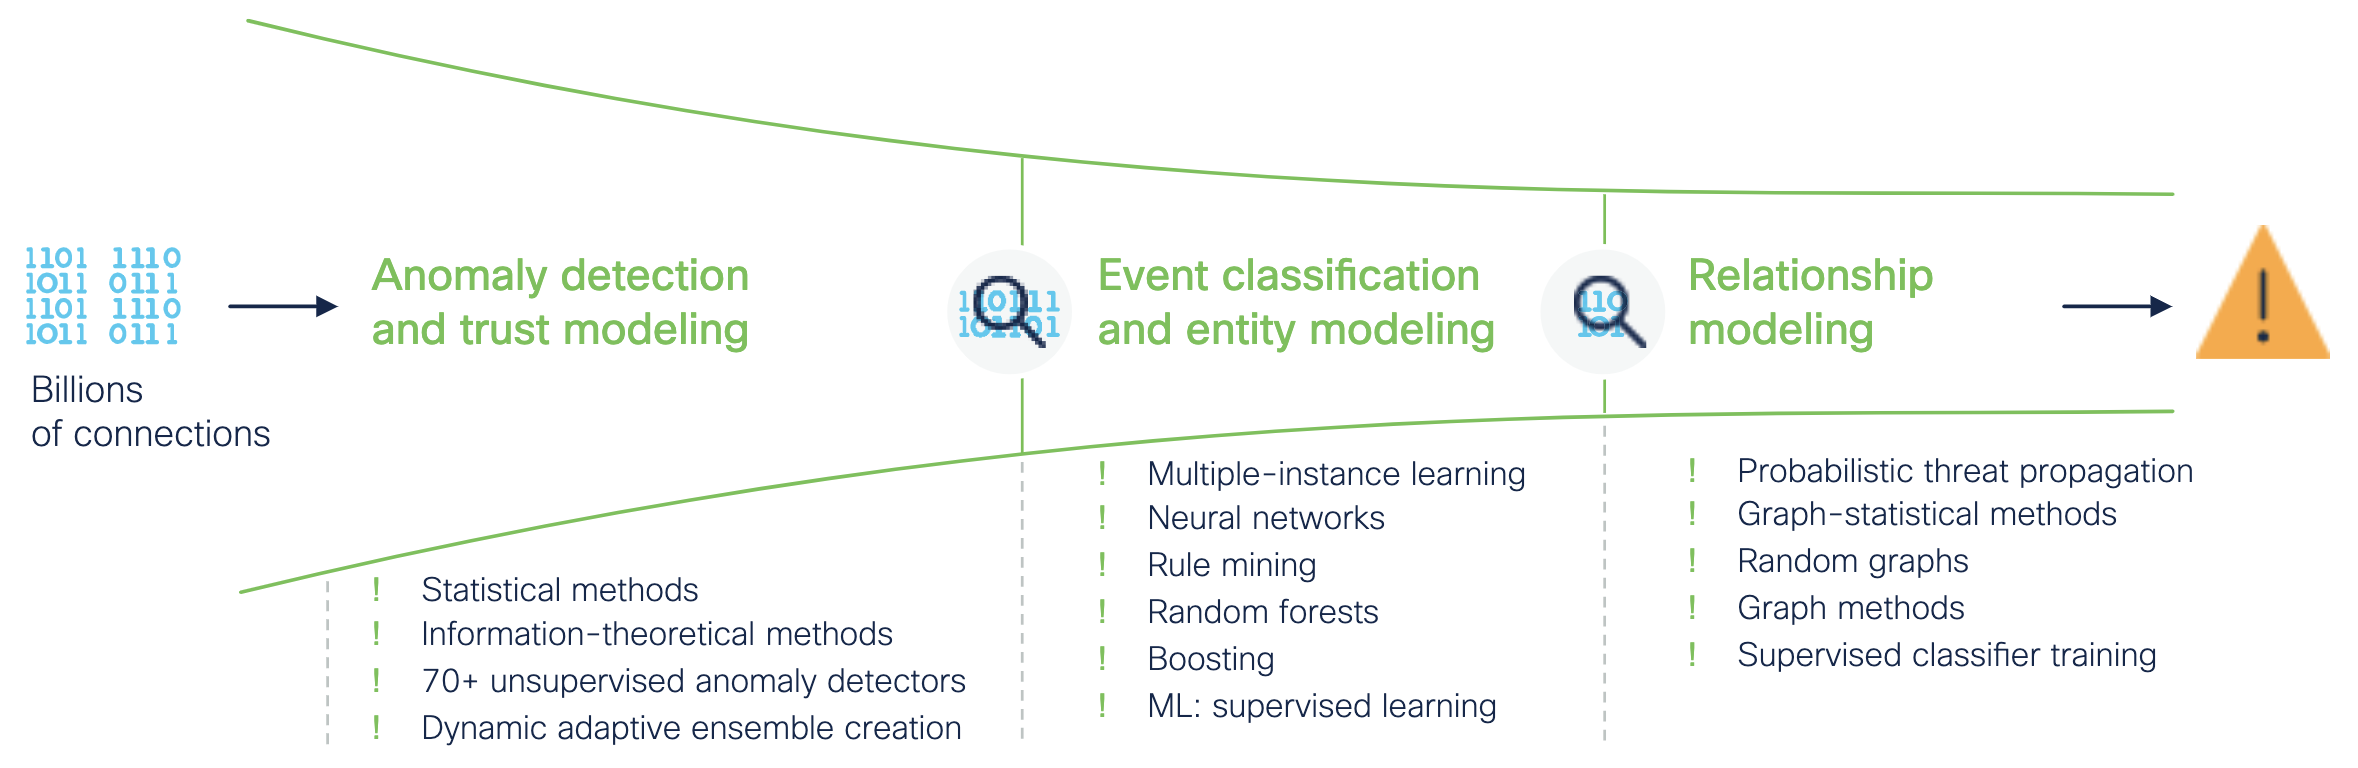 1101 1110
1011 0111
1101 1110
1011 0111
Billions
of connections
Anomaly detection
and trust modeling
! Statistical methods
! Information-theoretical methods
! 70+ unsupervised anomaly detectors
! Dynamic adaptive ensemble creation
110111
Event classification
and entity modeling
! Multiple-instance learning
! Neural networks
! Rule mining
! Random forests
! Boosting
! ML: supervised learning
110
101
Relationship
modeling
! Probabilistic threat propagation
! Graph-statistical methods
! Random graphs
! Graph methods
! Supervised classifier training
!